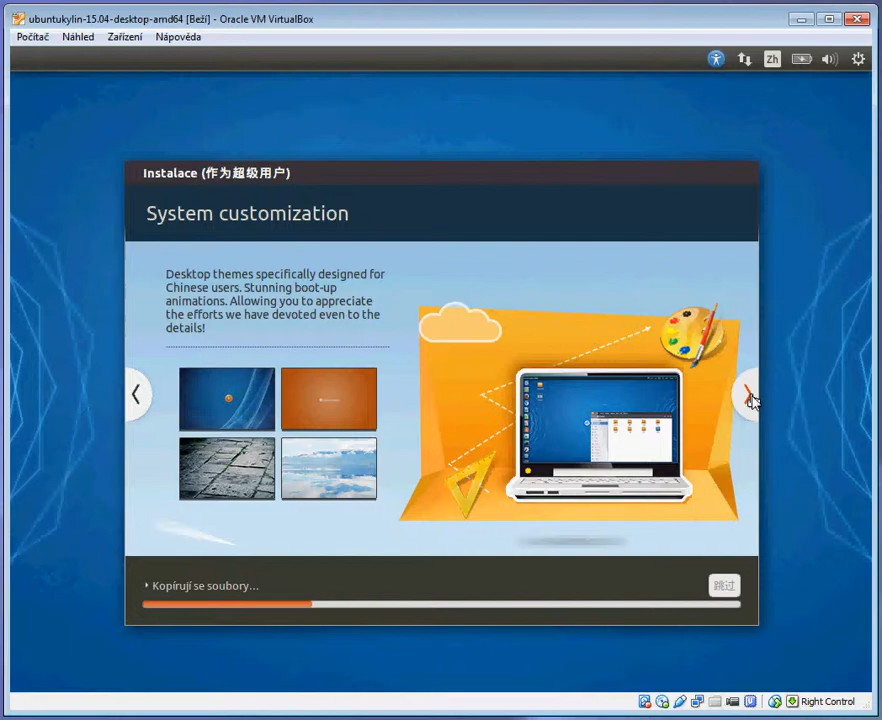 ubuntukylin-15.04-desktop-amd64 [Beží] - Oracle VM VirtualBox
Počítač Náhled Zařízení Nápověda
Zh
Instalace (作为超级用户)
System customization
Desktop themes specifically designed for
Chinese users. Stunning boot-up
animations. Allowing you to appreciate
the efforts we have devoted even to the
details!
Kopírují se soubory...
跳过
Right Control